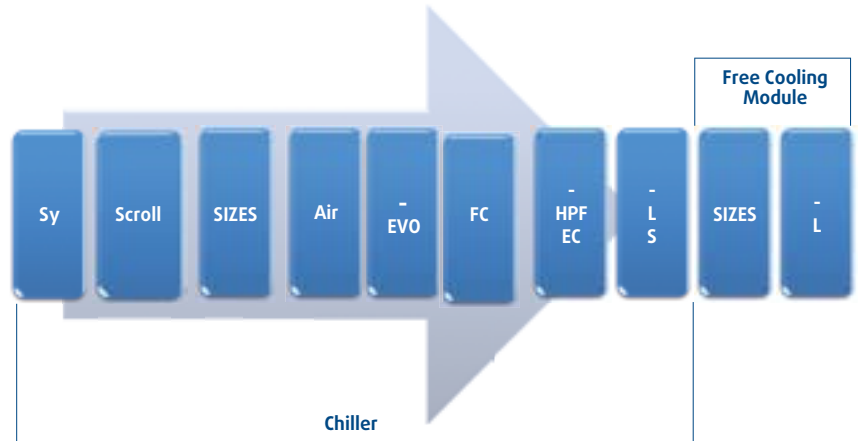 Free Cooling
Module
Sy
Scroll
SIZES
Air
-
EVO
FC
-
HPF
EC
-
L
S
SIZES
-
L
Chiller